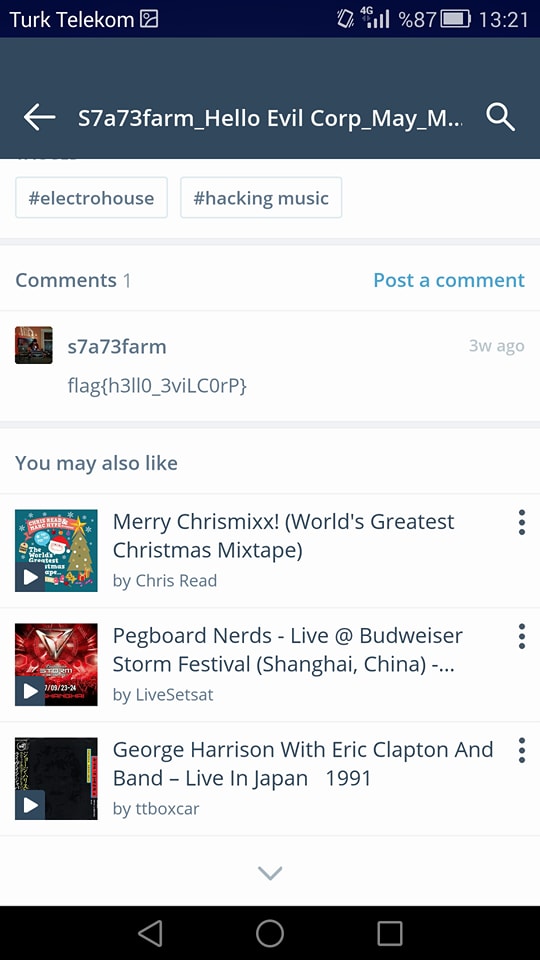 Turk Telekom 4G %87 13:21
S7a73farm_Hello Evil Corp_May_M...
#electrohouse #hacking music
Comments 1 Post a comment
s7a73farm 3w ago
flag{h3ll0_3viLC0rP}
You may also like
Merry Chrismixx! (World's Greatest
Christmas Mixtape)
by Chris Read
Pegboard Nerds - Live @ Budweiser
Storm Festival (Shanghai, China) -...
by LiveSetsat
George Harrison With Eric Clapton And
Band – Live In Japan 1991
by ttboxcar